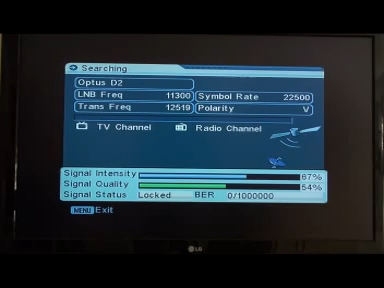 Searching
Optus D2
LNB Freq 11300 Symbol Rate 22500
Trans Freq 12519 Polarity V
TV Channel Radio Channel
Signal Intensity 67%
Signal Quality 54%
Signal Status Locked BER 0/1000000
MENU Exit
LG